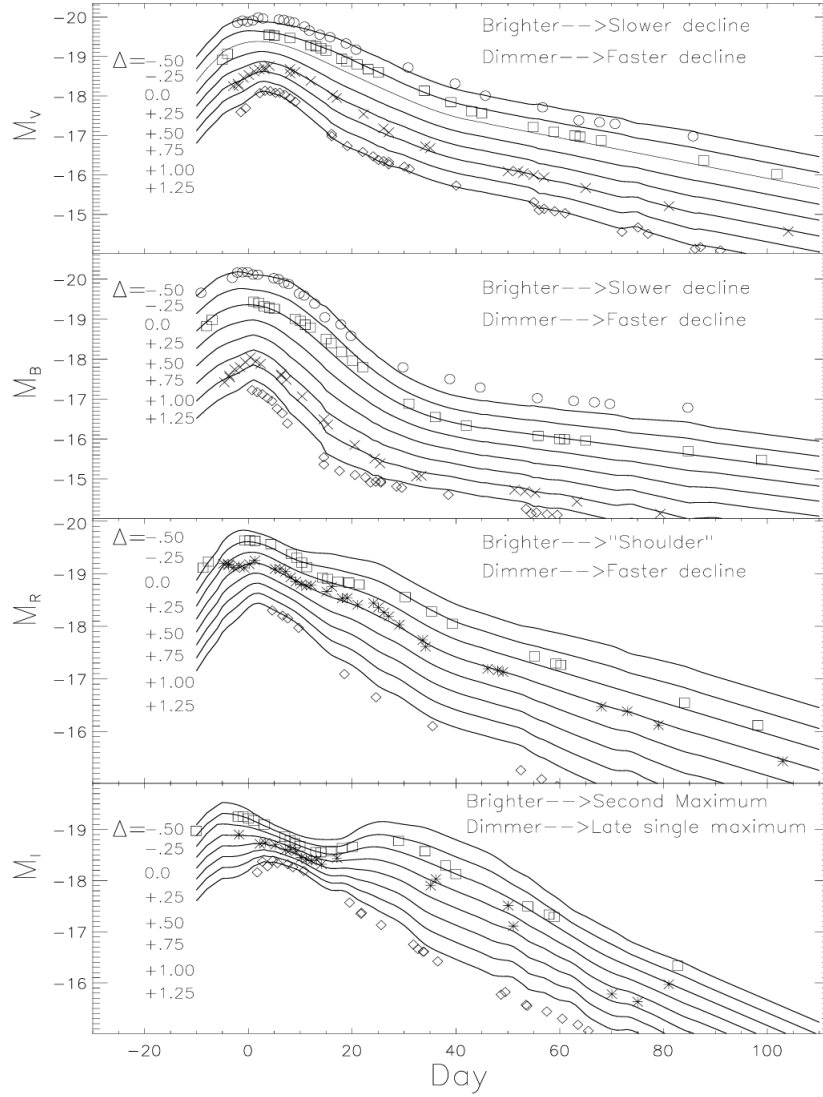 -20
-19
-18
-17
-16
-15
M_V
Δ= -.50
-.25
0.0
+.25
+.50
+.75
+1.00
+1.25
Brighter-->Slower decline
Dimmer-->Faster decline
-20
-19
-18
-17
-16
-15
M_B
Δ= -.50
-.25
0.0
+.25
+.50
+.75
+1.00
+1.25
Brighter-->Slower decline
Dimmer-->Faster decline
-20
-19
-18
-17
-16
M_R
Δ= -.50
-.25
0.0
+.25
+.50
+.75
+1.00
+1.25
Brighter-->"Shoulder"
Dimmer-->Faster decline
-19
-18
-17
-16
M_I
Δ= -.50
-.25
0.0
+.25
+.50
+.75
+1.00
+1.25
Brighter-->Second Maximum
Dimmer-->Late single maximum
-20 0 20 40 60 80 100
Day